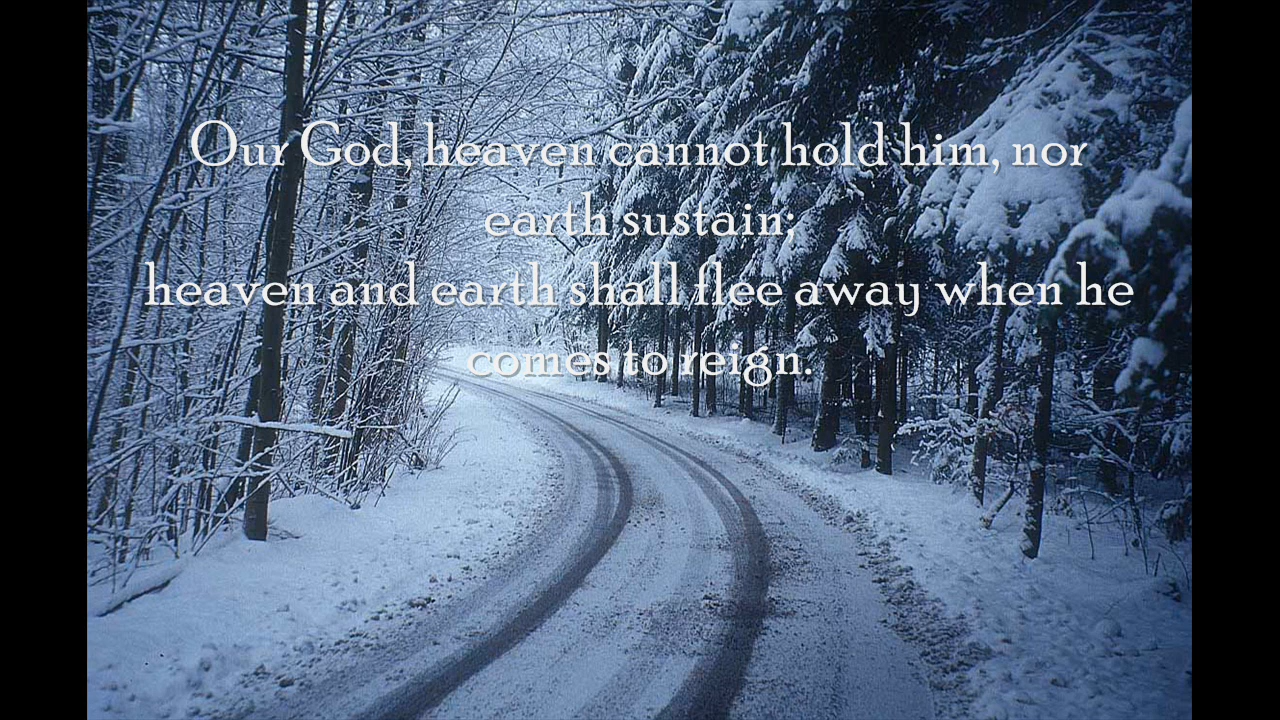 Our God, heaven cannot hold him, nor
earth sustain;
heaven and earth shall flee away when he
comes to reign.